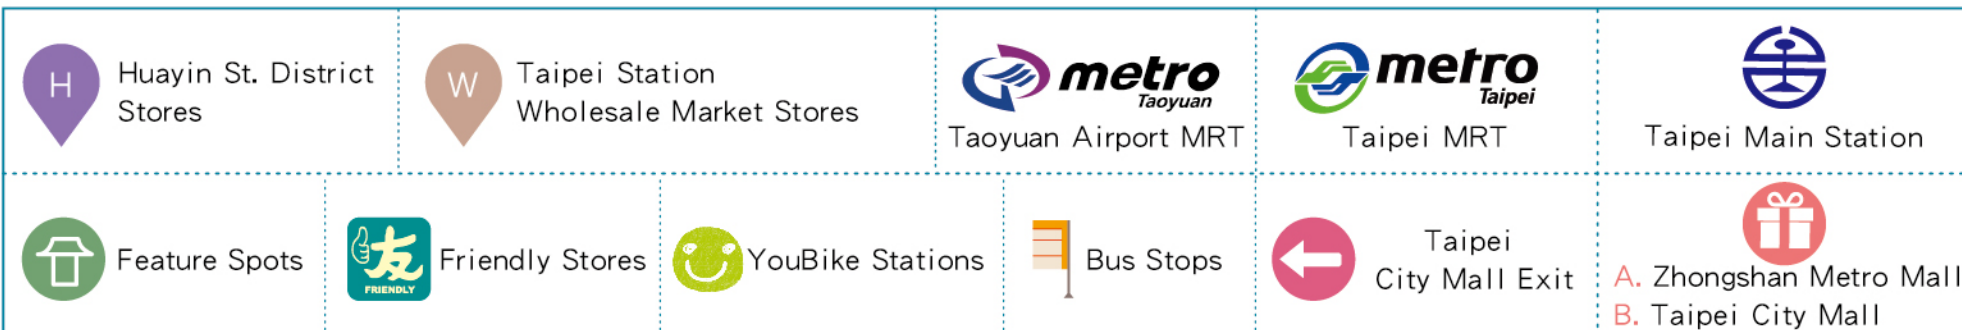 H
Huayin St. District
Stores
W
Taipei Station
Wholesale Market Stores
metro
Taoyuan
Taoyuan Airport MRT
metro
Taipei
Taipei MRT
Taipei Main Station
Feature Spots
友
FRIENDLY
Friendly Stores
YouBike Stations
Bus Stops
Taipei
City Mall Exit
A. Zhongshan Metro Mall
B. Taipei City Mall